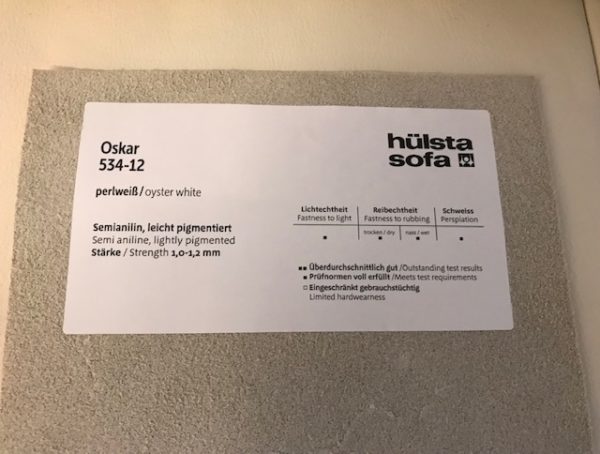 Oskar
534-12
perlweiß/oyster white
Semianilin, leicht pigmentiert
Semi aniline, lightly pigmented
Stärke / Strength 1,0-1,2 mm
hülsta
sofa
Lichtechtheit Reibechtheit Schweiss
Fastness to light Fastness to rubbing Perspiation
trocken / dry nass / wet
▪ ▪ ▪ ▪
▪▪ Überdurchschnittlich gut /Outstanding test results
▪ Prüfnormen voll erfüllt /Meets test requirements
▫ Eingeschränkt gebrauchstüchtig
Limited hardwearness